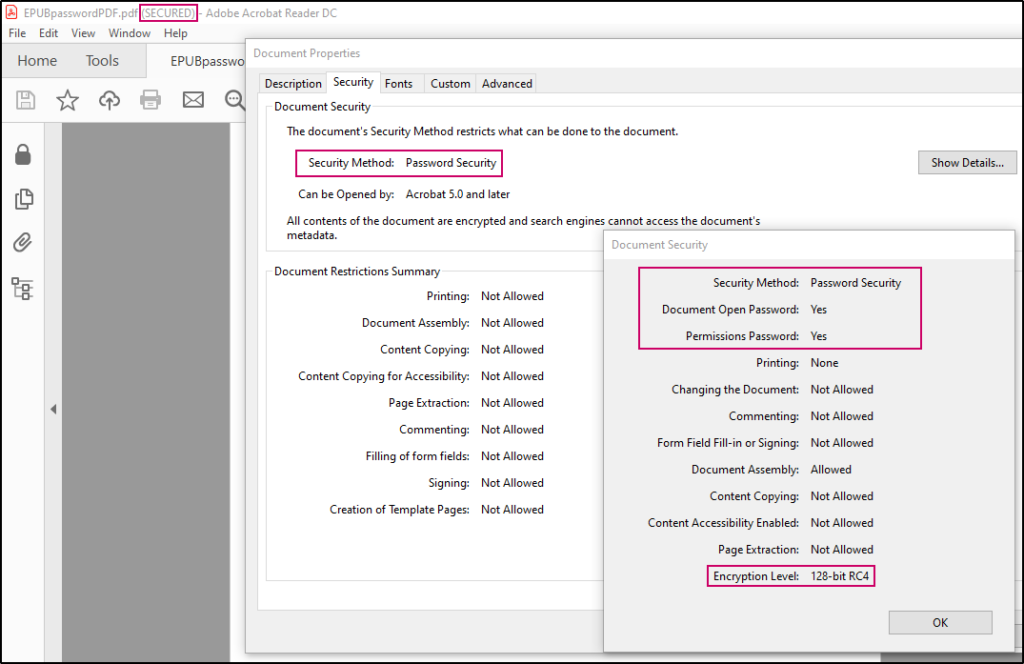 EPUBpasswordPDF.pdf (SECURED) - Adobe Acrobat Reader DC
File Edit View Window Help
Home Tools EPUBpasswo
Document Properties
Description Security Fonts Custom Advanced
Document Security
The document's Security Method restricts what can be done to the document.
Security Method: Password Security
Show Details...
Can be Opened by: Acrobat 5.0 and later
All contents of the document are encrypted and search engines cannot access the document's
metadata.
Document Restrictions Summary
Printing: Not Allowed
Document Assembly: Not Allowed
Content Copying: Not Allowed
Content Copying for Accessibility: Not Allowed
Page Extraction: Not Allowed
Commenting: Not Allowed
Filling of form fields: Not Allowed
Signing: Not Allowed
Creation of Template Pages: Not Allowed
Document Security
Security Method: Password Security
Document Open Password: Yes
Permissions Password: Yes
Printing: None
Changing the Document: Not Allowed
Commenting: Not Allowed
Form Field Fill-in or Signing: Not Allowed
Document Assembly: Allowed
Content Copying: Not Allowed
Content Accessibility Enabled: Not Allowed
Page Extraction: Not Allowed
Encryption Level: 128-bit RC4
OK